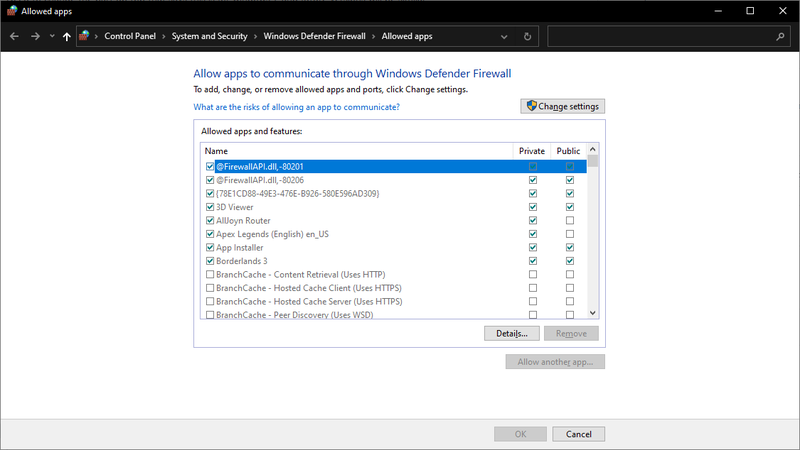 Allowed apps
Control Panel > System and Security > Windows Defender Firewall > Allowed apps
Allow apps to communicate through Windows Defender Firewall
To add, change, or remove allowed apps and ports, click Change settings.
What are the risks of allowing an app to communicate?
Change settings
Allowed apps and features:
Name Private Public
@FirewallAPI.dll,-80201
@FirewallAPI.dll,-80206
{78E1CD88-49E3-476E-B926-580E596AD309}
3D Viewer
AllJoyn Router
Apex Legends (English) en_US
App Installer
Borderlands 3
BranchCache - Content Retrieval (Uses HTTP)
BranchCache - Hosted Cache Client (Uses HTTPS)
BranchCache - Hosted Cache Server (Uses HTTPS)
BranchCache - Peer Discovery (Uses WSD)
Details... Remove
Allow another app...
OK Cancel